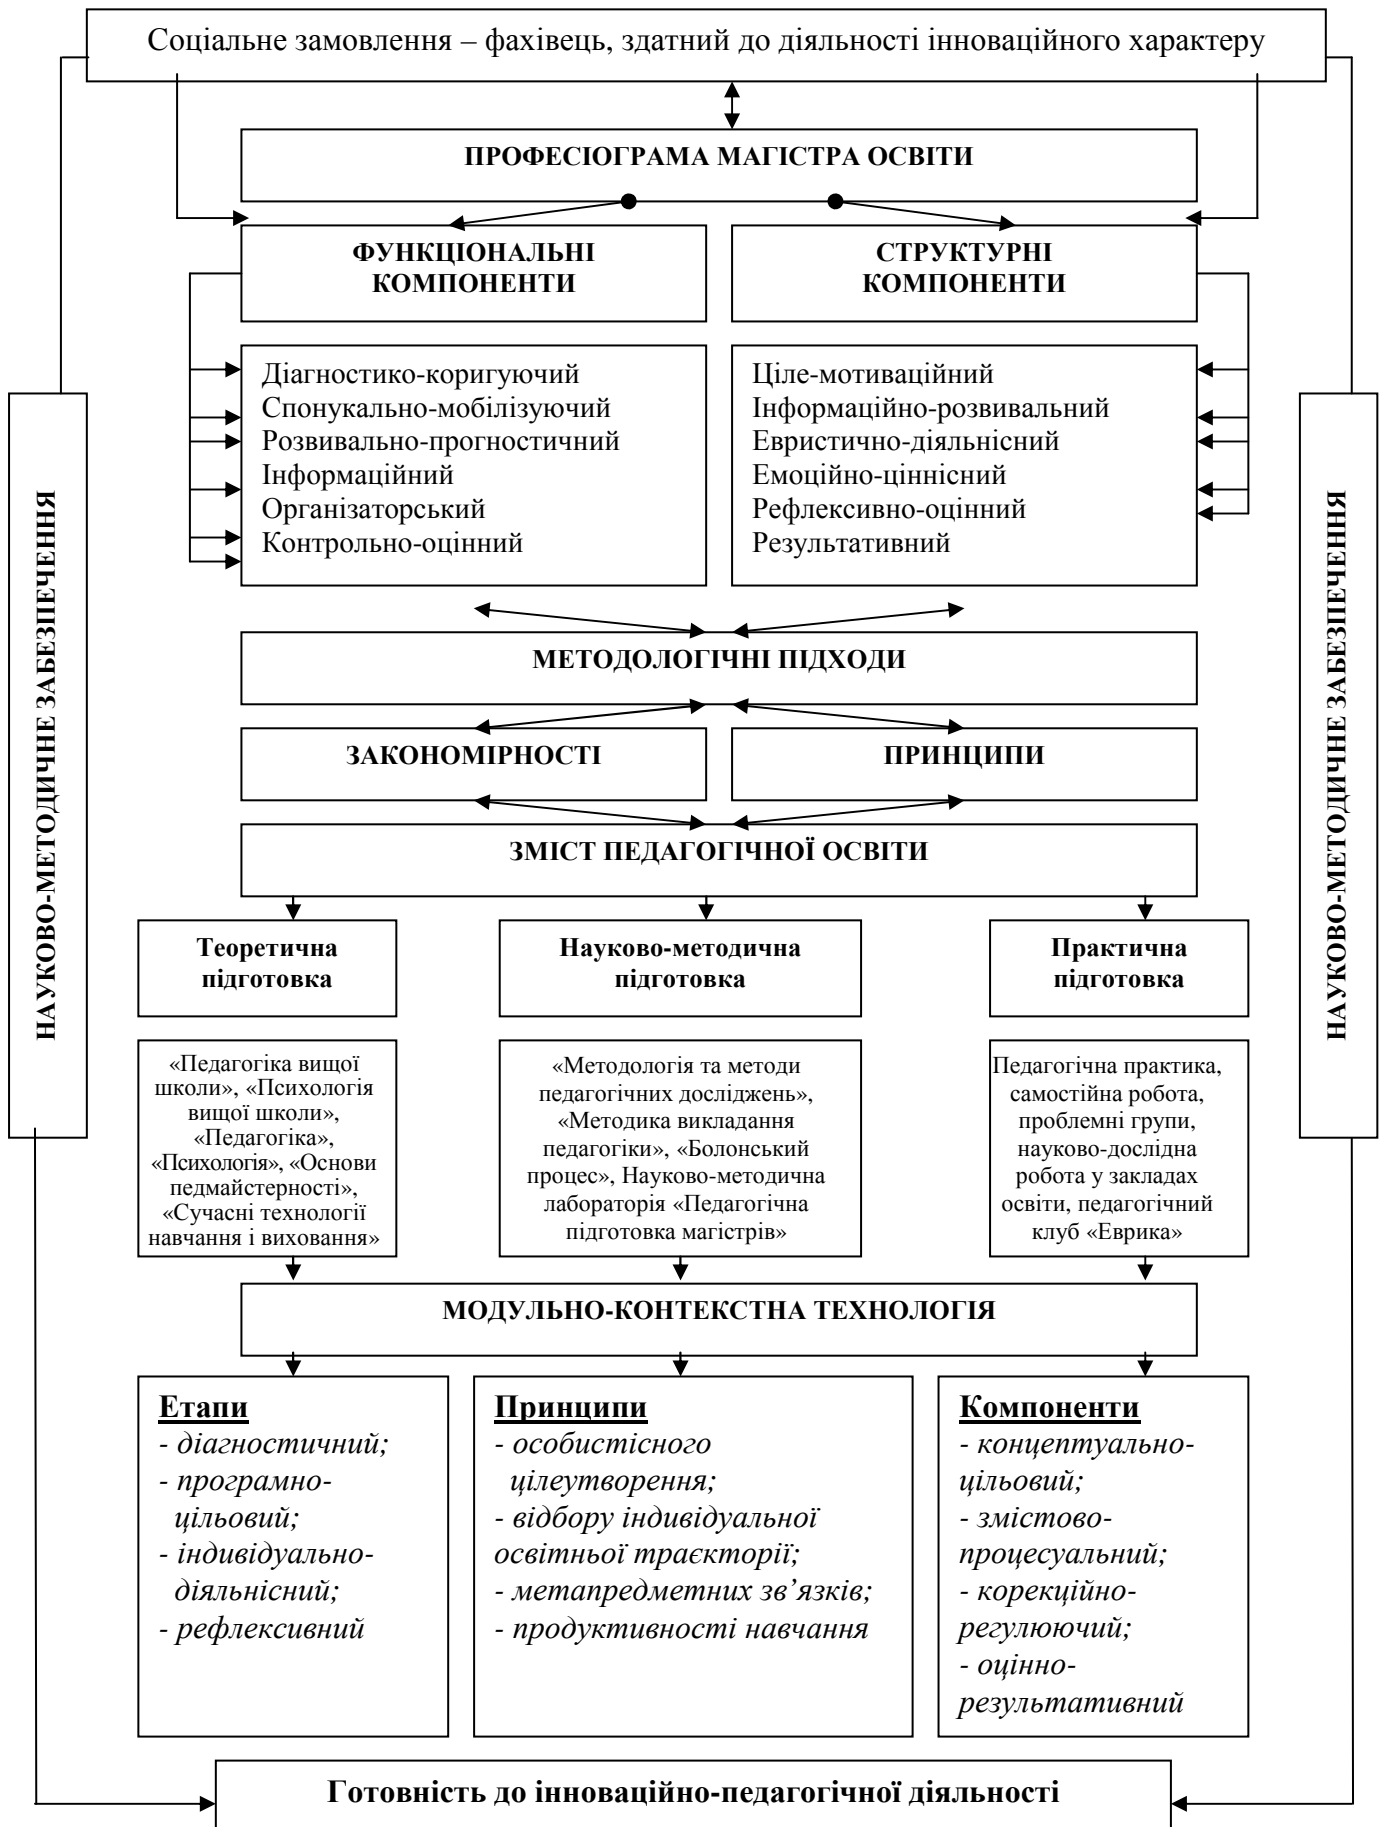 Соціальне замовлення – фахівець, здатний до діяльності інноваційного характеру
ПРОФЕСІОГРАМА МАГІСТРА ОСВІТИ
ФУНКЦІОНАЛЬНІ
КОМПОНЕНТИ
СТРУКТУРНІ
КОМПОНЕНТИ
Діагностико-коригуючий
Спонукально-мобілізуючий
Розвивально-прогностичний
Інформаційний
Організаторський
Контрольно-оцінний
Ціле-мотиваційний
Інформаційно-розвивальний
Евристично-діяльнісний
Емоційно-ціннісний
Рефлексивно-оцінний
Результативний
НАУКОВО-МЕТОДИЧНЕ ЗАБЕЗПЕЧЕННЯ
НАУКОВО-МЕТОДИЧНЕ ЗАБЕЗПЕЧЕННЯ
МЕТОДОЛОГІЧНІ ПІДХОДИ
ЗАКОНОМІРНОСТІ
ПРИНЦИПИ
ЗМІСТ ПЕДАГОГІЧНОЇ ОСВІТИ
Теоретична
підготовка
Науково-методична
підготовка
Практична
підготовка
«Педагогіка вищої
школи», «Психологія
вищої школи»,
«Педагогіка»,
«Психологія», «Основи
педмайстерності»,
«Сучасні технології
навчання і виховання»
«Методологія та методи
педагогічних досліджень»,
«Методика викладання
педагогіки», «Болонський
процес», Науково-методична
лабораторія «Педагогічна
підготовка магістрів»
Педагогічна практика,
самостійна робота,
проблемні групи,
науково-дослідна
робота у закладах
освіти, педагогічний
клуб «Еврика»
МОДУЛЬНО-КОНТЕКСТНА ТЕХНОЛОГІЯ
Етапи
- діагностичний;
- програмно-
цільовий;
- індивідуально-
діяльнісний;
- рефлексивний
Принципи
- особистісного
цілеутворення;
- відбору індивідуальної
освітньої траєкторії;
- метапредметних зв’язків;
- продуктивності навчання
Компоненти
- концептуально-
цільовий;
- змістово-
процесуальний;
- корекційно-
регулюючий;
- оцінно-
результативний
Готовність до інноваційно-педагогічної діяльності